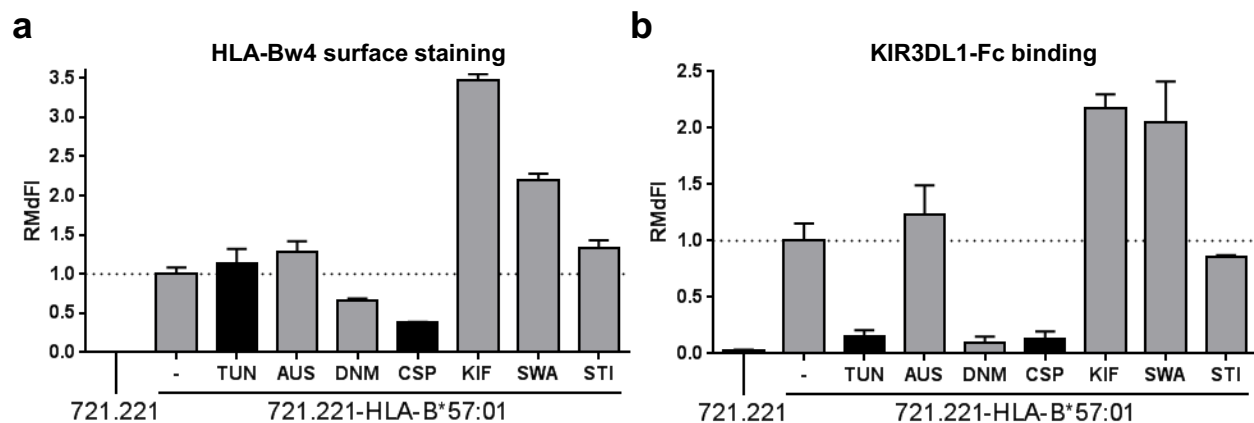 a
HLA-Bw4 surface staining
RMdFI
3.5
3.0
2.5
2.0
1.5
1.0
0.5
0.0
- TUN AUS DNM CSP KIF SWA STI
721.221 721.221-HLA-B*57:01
b
KIR3DL1-Fc binding
RMdFI
2.5
2.0
1.5
1.0
0.5
0.0
- TUN AUS DNM CSP KIF SWA STI
721.221 721.221-HLA-B*57:01